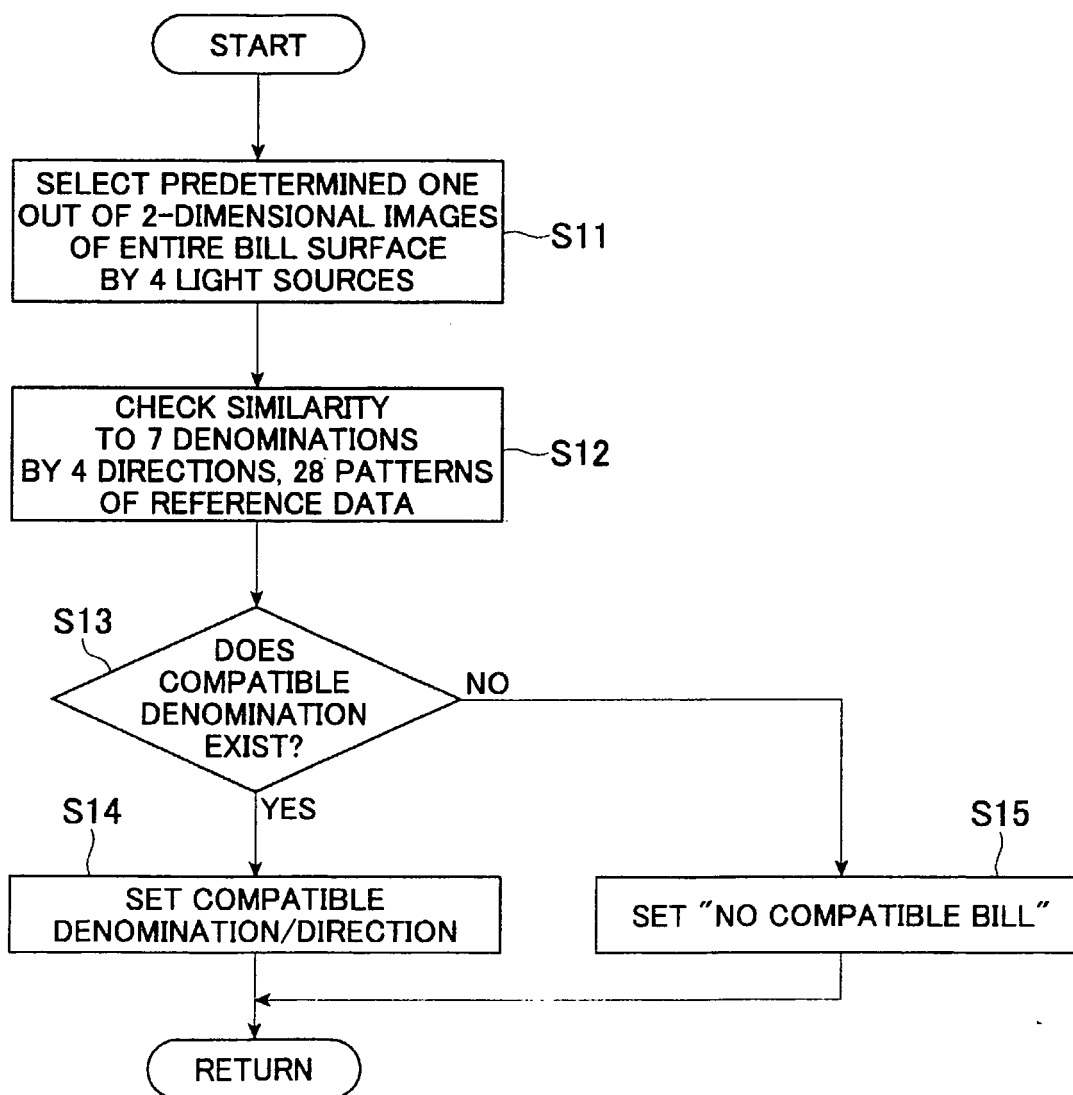 START
SELECT PREDETERMINED ONE
OUT OF 2-DIMENSIONAL IMAGES
OF ENTIRE BILL SURFACE
BY 4 LIGHT SOURCES
S11
CHECK SIMILARITY
TO 7 DENOMINATIONS
BY 4 DIRECTIONS, 28 PATTERNS
OF REFERENCE DATA
S12
S13
DOES
COMPATIBLE
DENOMINATION
EXIST?
NO
YES
S14
SET COMPATIBLE
DENOMINATION/DIRECTION
S15
SET "NO COMPATIBLE BILL"
RETURN